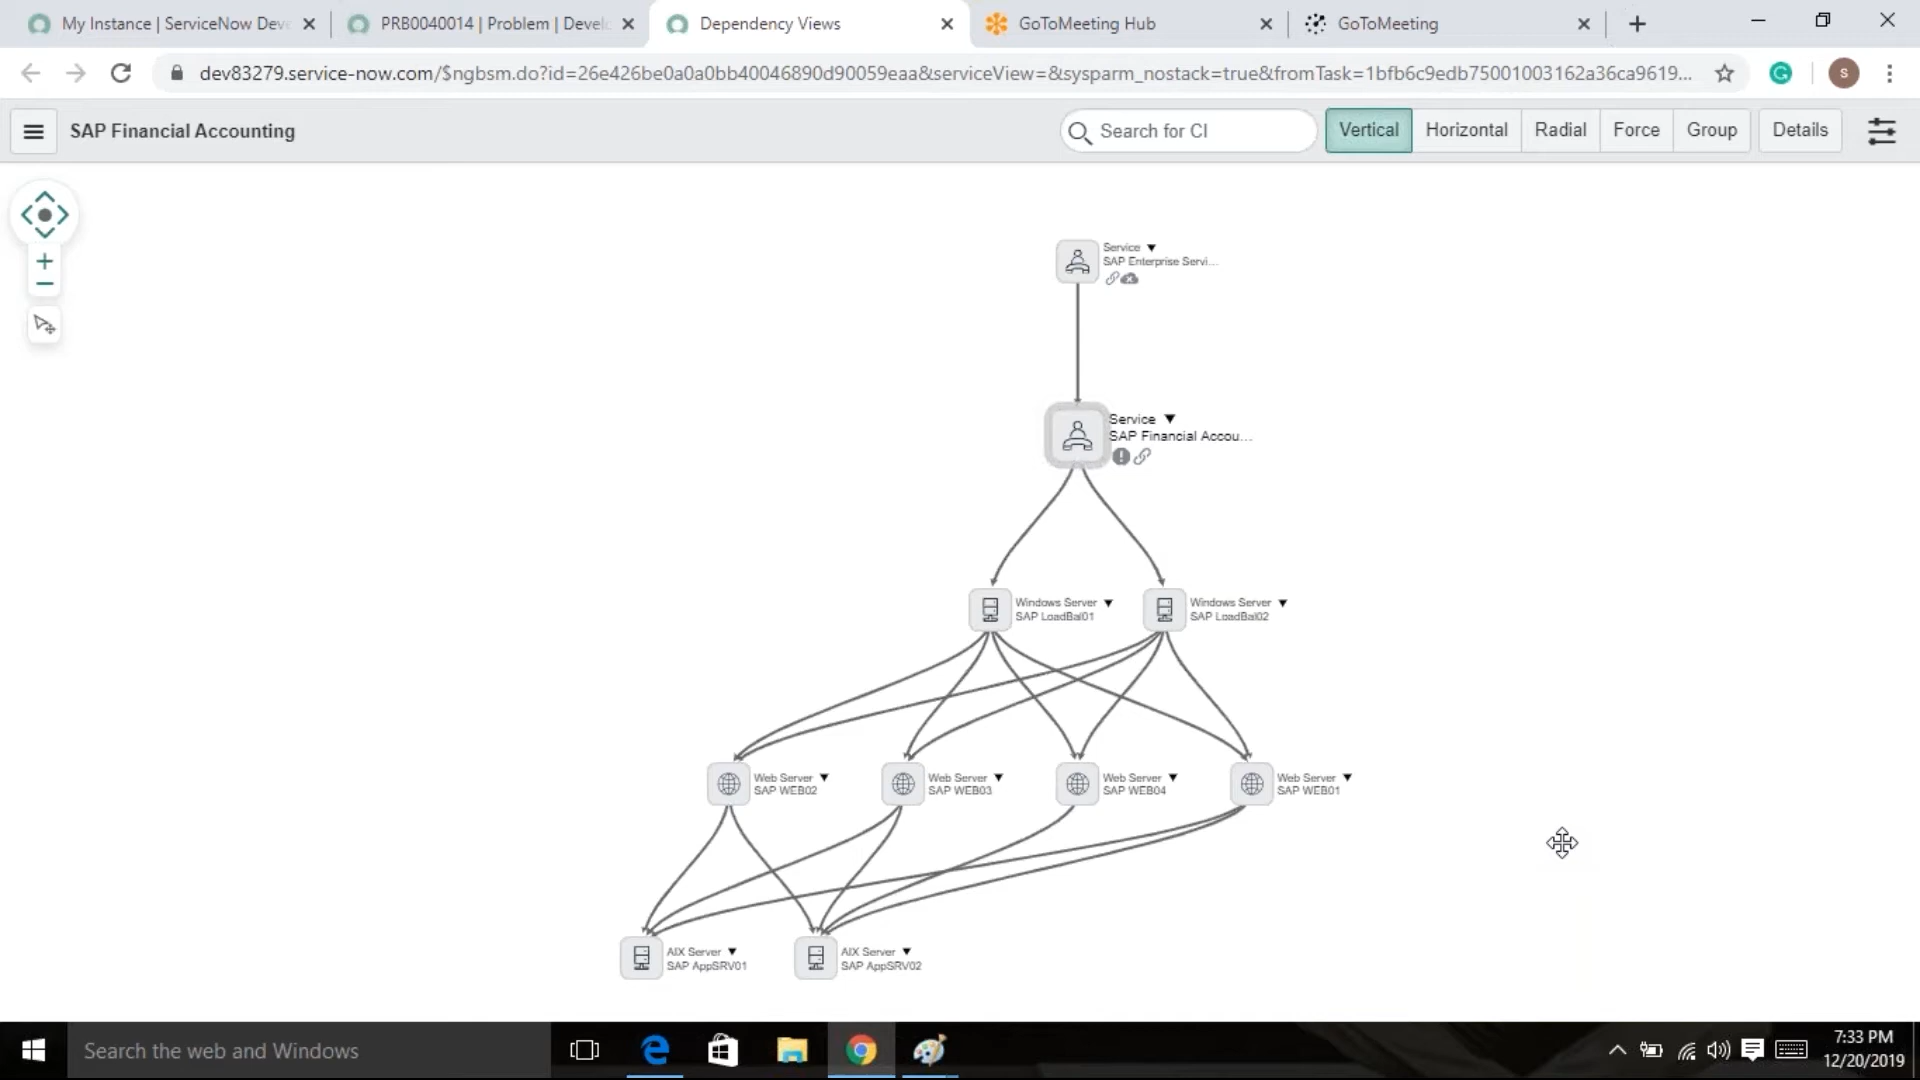 My Instance | ServiceNow Deve
PRB0040014 | Problem | Develo
Dependency Views
GoToMeeting Hub
GoToMeeting
dev83279.service-now.com/$ngbsm.do?id=26e426be0a0a0bb40046890d90059eaa&serviceView=&sysparm_nostack=true&fromTask=1bfb6c9edb75001003162a36ca9619...
S
SAP Financial Accounting
Search for CI
Vertical
Horizontal
Radial
Force
Group
Details
Service
SAP Enterprise Servi...
Service
SAP Financial Accou...
Windows Server
SAP LoadBal01
Windows Server
SAP LoadBal02
Web Server
SAP WEB02
Web Server
SAP WEB03
Web Server
SAP WEB04
Web Server
SAP WEB01
AIX Server
SAP AppSRV01
AIX Server
SAP AppSRV02
Search the web and Windows
7:33 PM
12/20/2019